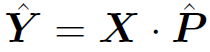 Ŷ = X · P̂